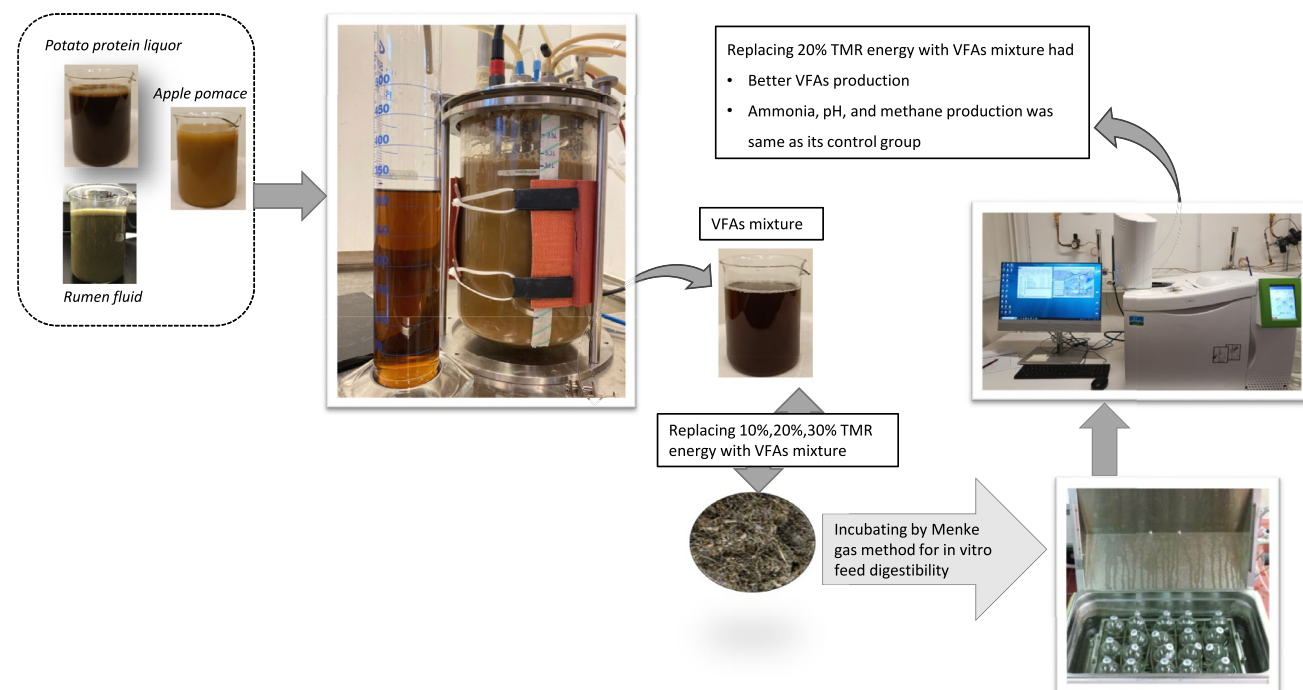 Potato protein liquor
Apple pomace
Rumen fluid
VFAs mixture
Replacing 10%,20%,30% TMR
energy with VFAs mixture
Incubating by Menke
gas method for in vitro
feed digestibility
Replacing 20% TMR energy with VFAs mixture had
• Better VFAs production
• Ammonia, pH, and methane production was
same as its control group